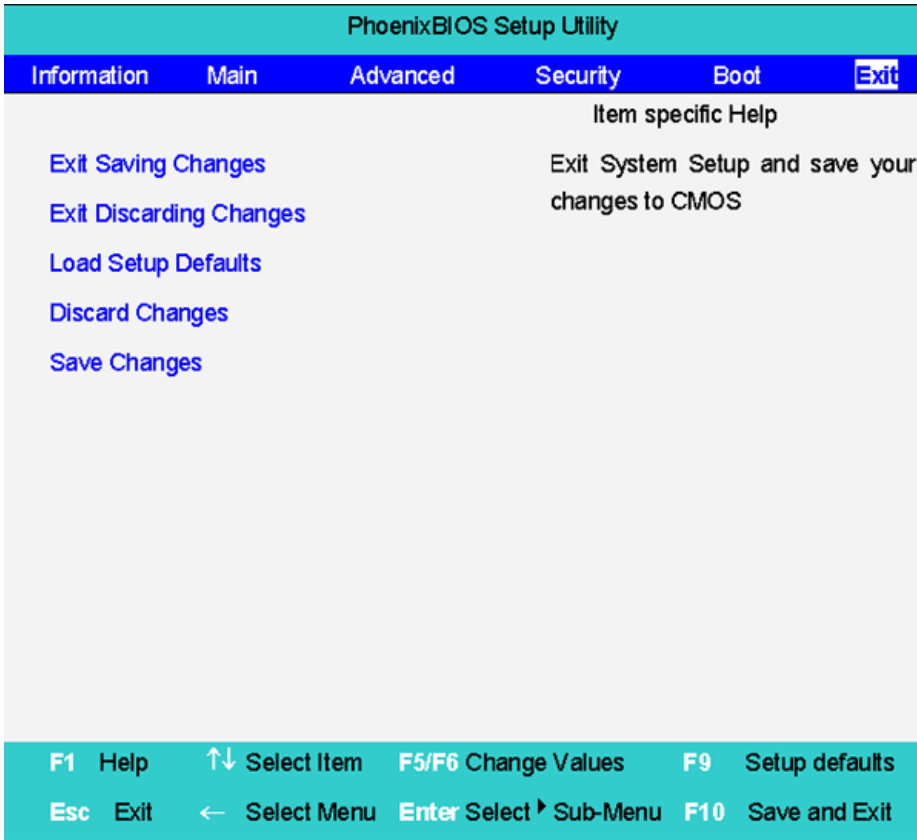 PhoenixBIOS Setup Utility
Information Main Advanced Security Boot Exit
Item specific Help
Exit Saving Changes
Exit Discarding Changes
Load Setup Defaults
Discard Changes
Save Changes
Exit System Setup and save your
changes to CMOS
F1 Help ↑↓ Select Item F5/F6 Change Values F9 Setup defaults
Esc Exit ← Select Menu Enter Select ▸ Sub-Menu F10 Save and Exit